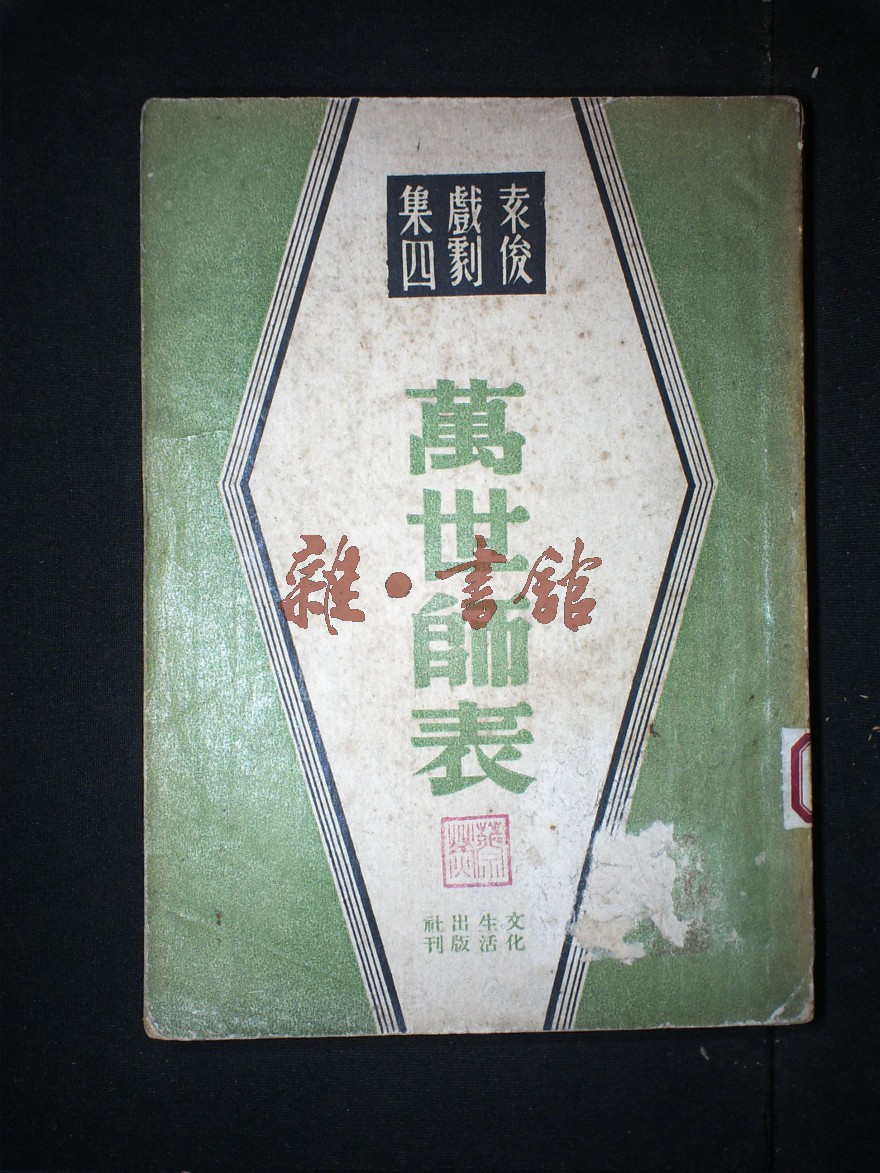 袁俊
戲劇
集四
萬世師表
雜·書舘
文化
生活
出版
社刊